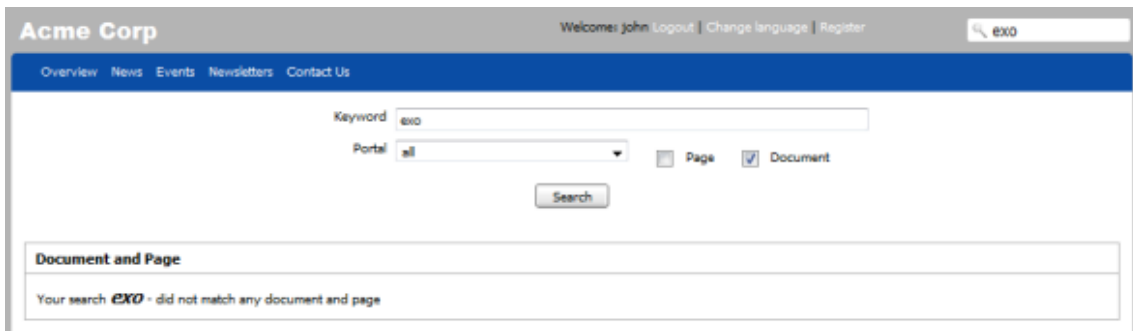 Acme Corp
Welcome: john Logout | Change language | Register
exo
Overview News Events Newsletters Contact Us
Keyword exo
Portal all Page Document
Search
Document and Page
Your search exo - did not match any document and page